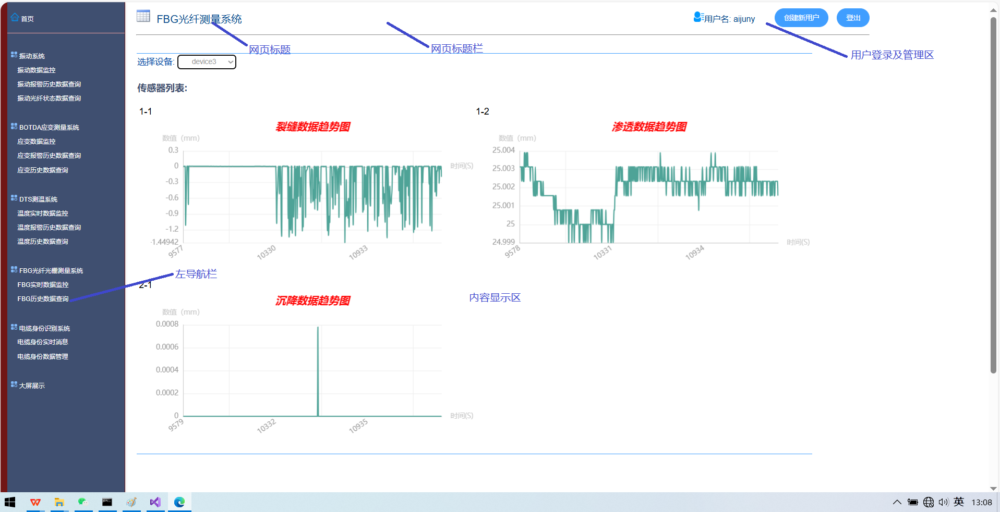 首页
振动系统
振动数据监控
振动报警历史数据查询
振动光纤状态数据查询
BOTDA应变测量系统
应变数据监控
应变报警历史数据查询
应变历史数据查询
DTS测温系统
温度实时数据监控
温度报警历史数据查询
温度历史数据查询
FBG光纤光栅测量系统
FBG实时数据监控
FBG历史数据查询
电缆身份识别系统
电缆身份实时消息
电缆身份数据管理
大屏展示
FBG光纤测量系统
用户名: aijuny
创建新用户
登出
网页标题
网页标题栏
用户登录及管理区
选择设备: device3
传感器列表:
1-1
裂缝数据趋势图
数值（mm）
0.3
0
-0.3
-0.6
-0.9
-1.2
-1.44942
9577
10330
10933
时间(S)
1-2
渗透数据趋势图
数值（mm）
25.004
25.003
25.002
25.001
25
24.999
9578
10331
10934
时间(S)
左导航栏
2-1
沉降数据趋势图
数值（mm）
0.0008
0.0006
0.0004
0.0002
0
9579
10332
10935
时间(S)
内容显示区
英
13:08